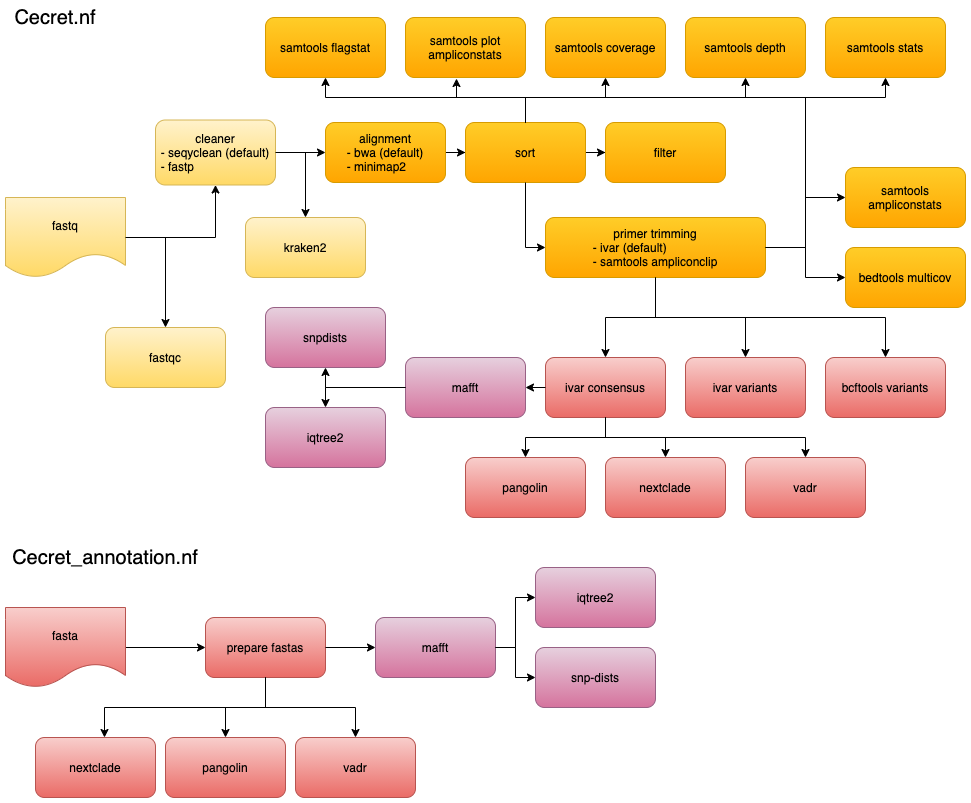 Cecret.nf
samtools flagstat
samtools plot
ampliconstats
samtools coverage
samtools depth
samtools stats
cleaner
- seqyclean (default)
- fastp
alignment
- bwa (default)
- minimap2
sort
filter
samtools
ampliconstats
fastq
kraken2
primer trimming
- ivar (default)
- samtools ampliconclip
bedtools multicov
fastqc
snpdists
mafft
ivar consensus
ivar variants
bcftools variants
iqtree2
pangolin
nextclade
vadr
Cecret_annotation.nf
fasta
prepare fastas
mafft
iqtree2
snp-dists
nextclade
pangolin
vadr